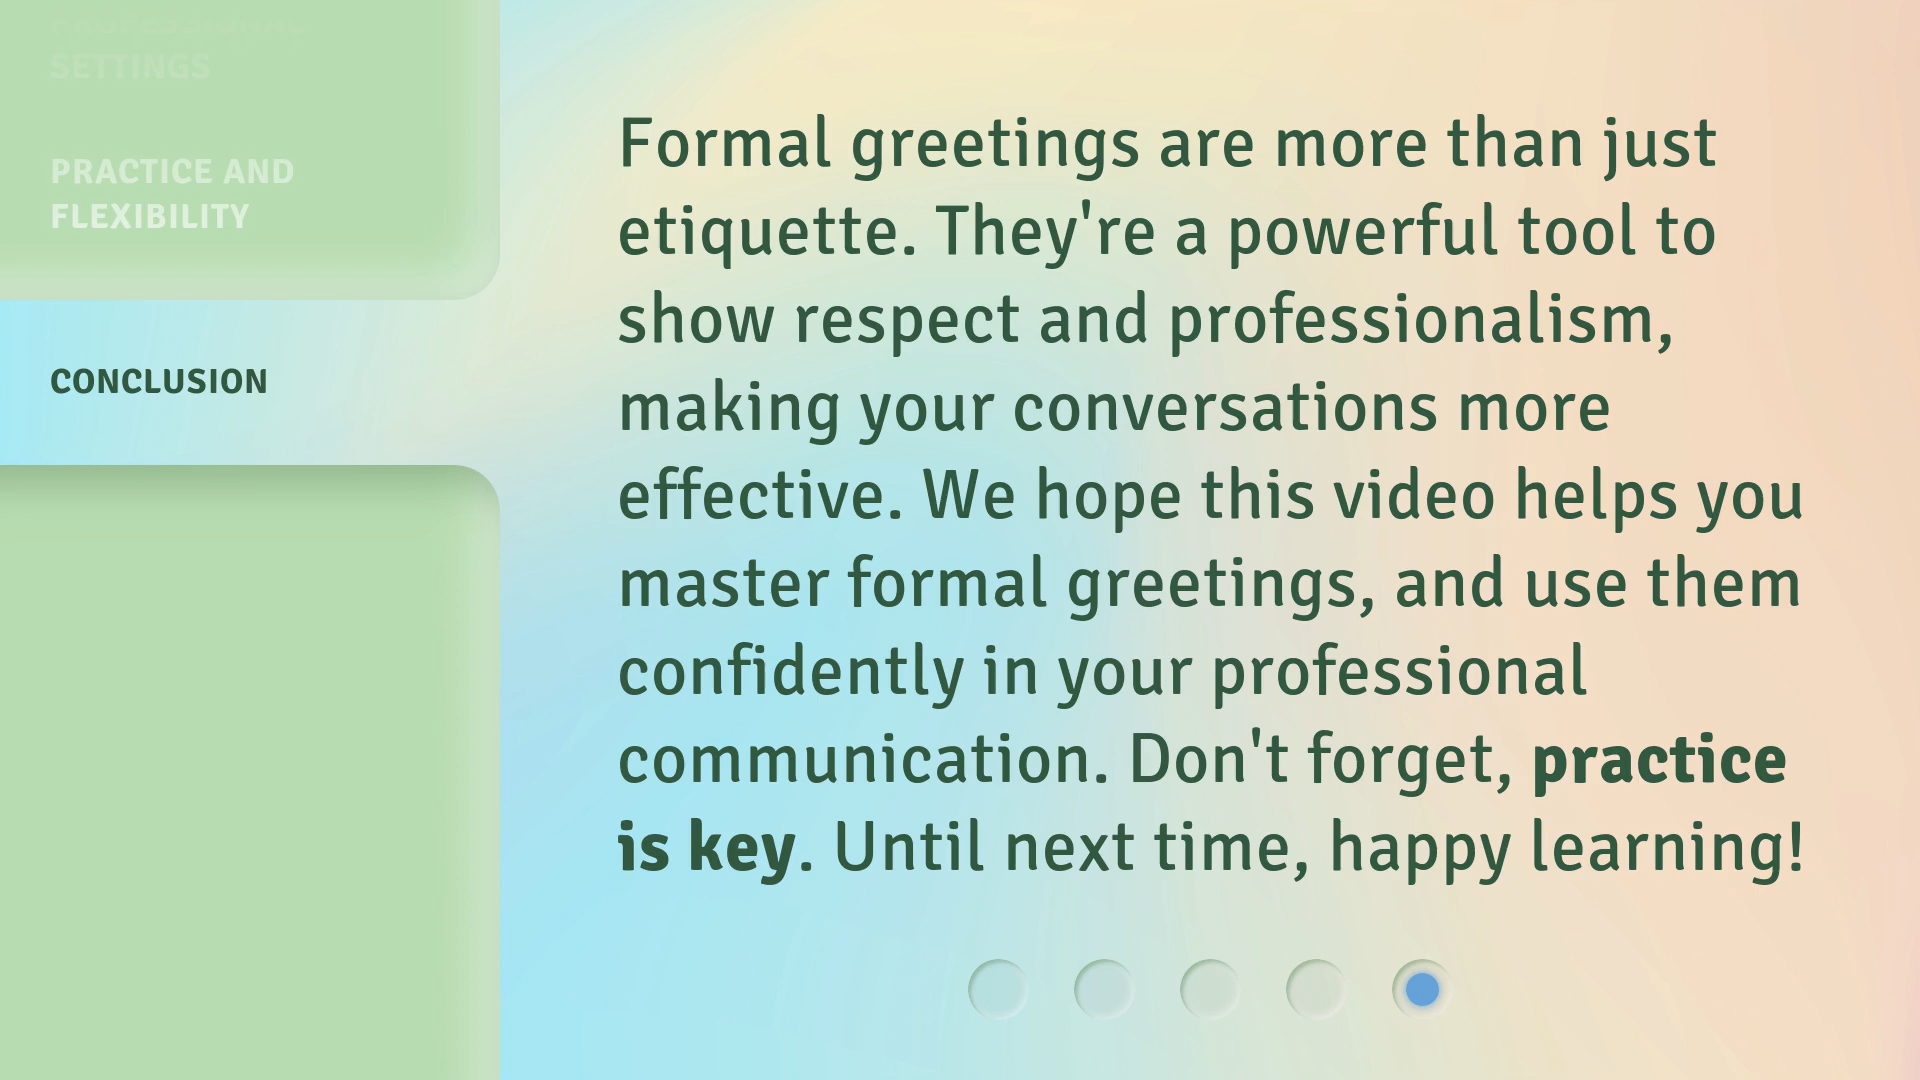 SETTINGS
PRACTICE AND
FLEXIBILITY
CONCLUSION
Formal greetings are more than just
etiquette. They're a powerful tool to
show respect and professionalism,
making your conversations more
effective. We hope this video helps you
master formal greetings, and use them
confidently in your professional
communication. Don't forget, practice
is key. Until next time, happy learning!